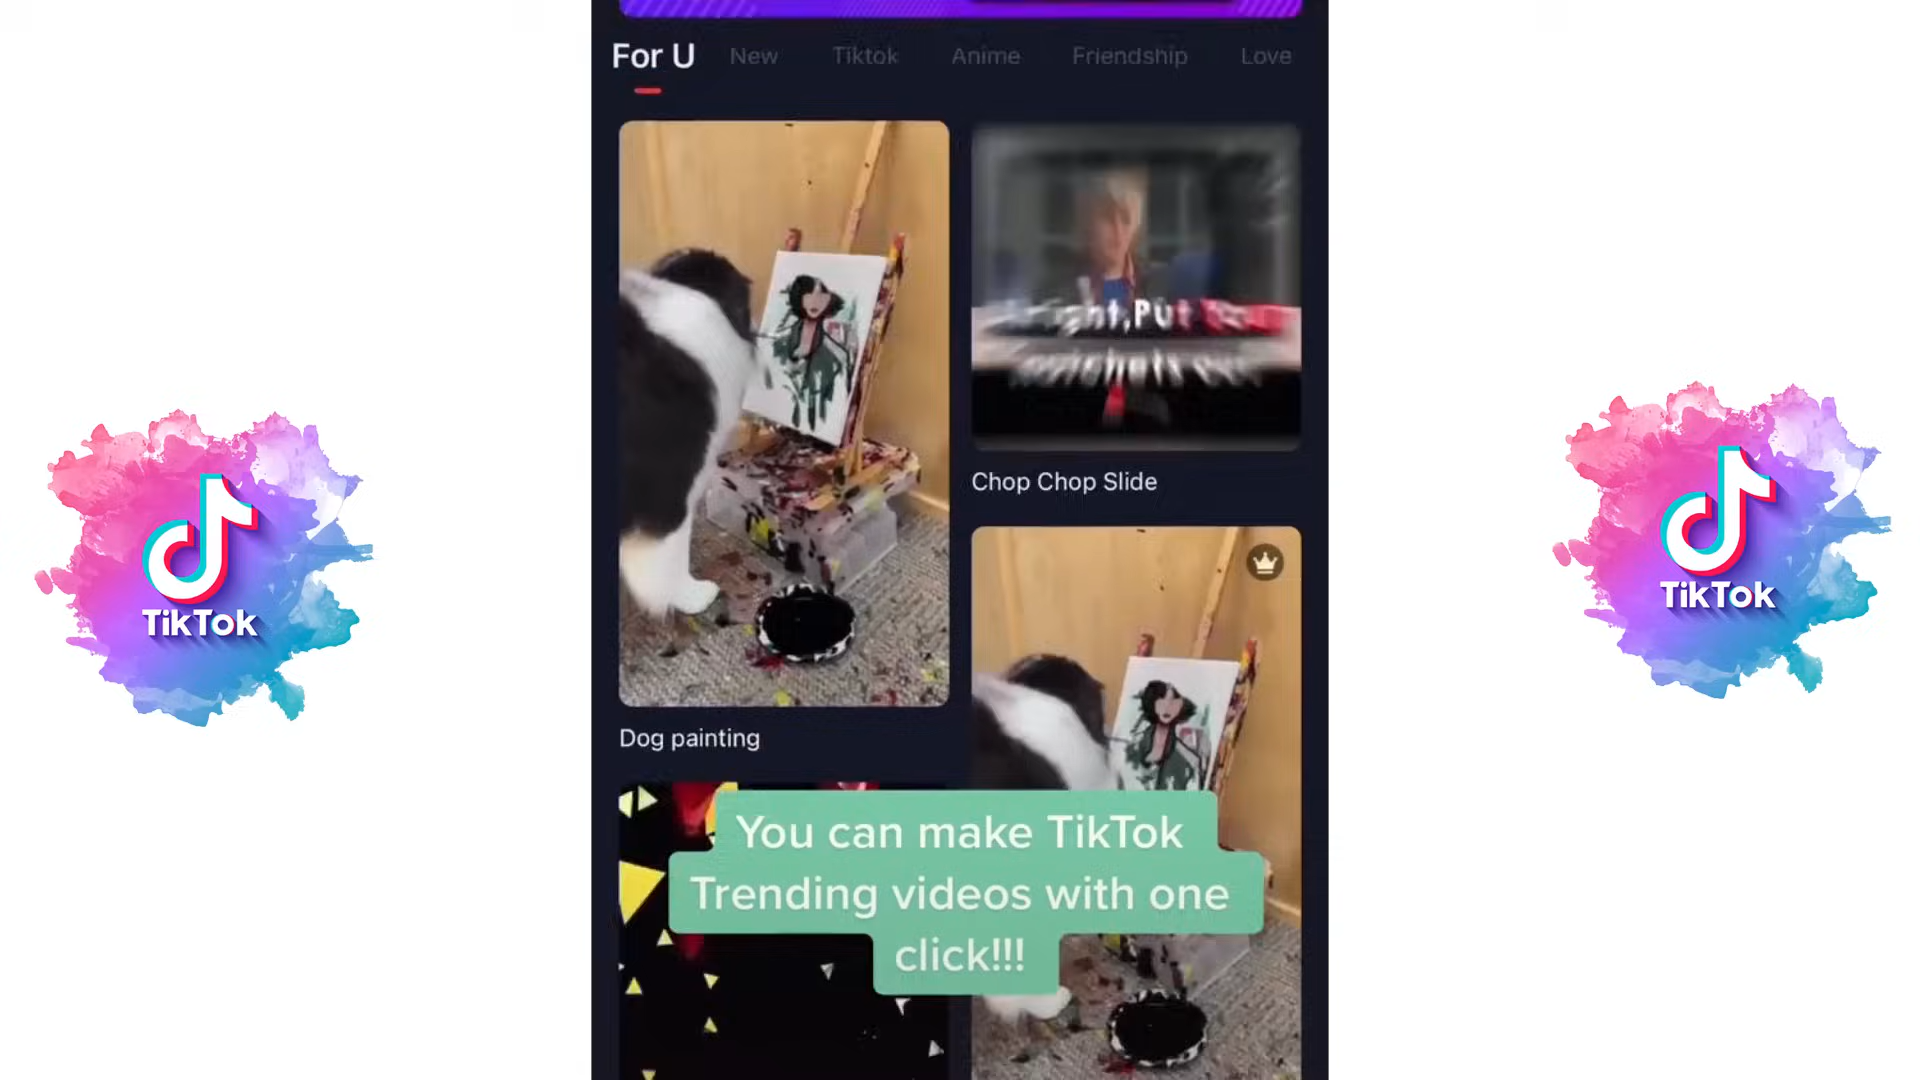 For U New Tiktok Anime Friendship Love
Chop Chop Slide
Dog painting
You can make TikTok
Trending videos with one
click!!!
TikTok
TikTok